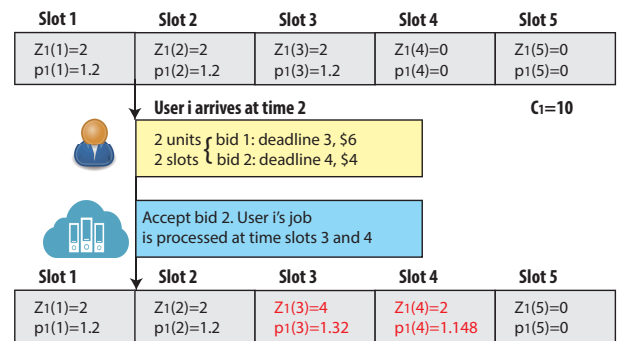 Slot 1 Slot 2 Slot 3 Slot 4 Slot 5
Z1(1)=2 Z1(2)=2 Z1(3)=2 Z1(4)=0 Z1(5)=0
p1(1)=1.2 p1(2)=1.2 p1(3)=1.2 p1(4)=0 p1(5)=0
User i arrives at time 2 C1=10
2 units { bid 1: deadline 3, $6
2 slots bid 2: deadline 4, $4
Accept bid 2. User i's job
is processed at time slots 3 and 4
Slot 1 Slot 2 Slot 3 Slot 4 Slot 5
Z1(1)=2 Z1(2)=2 Z1(3)=4 Z1(4)=2 Z1(5)=0
p1(1)=1.2 p1(2)=1.2 p1(3)=1.32 p1(4)=1.148 p1(5)=0